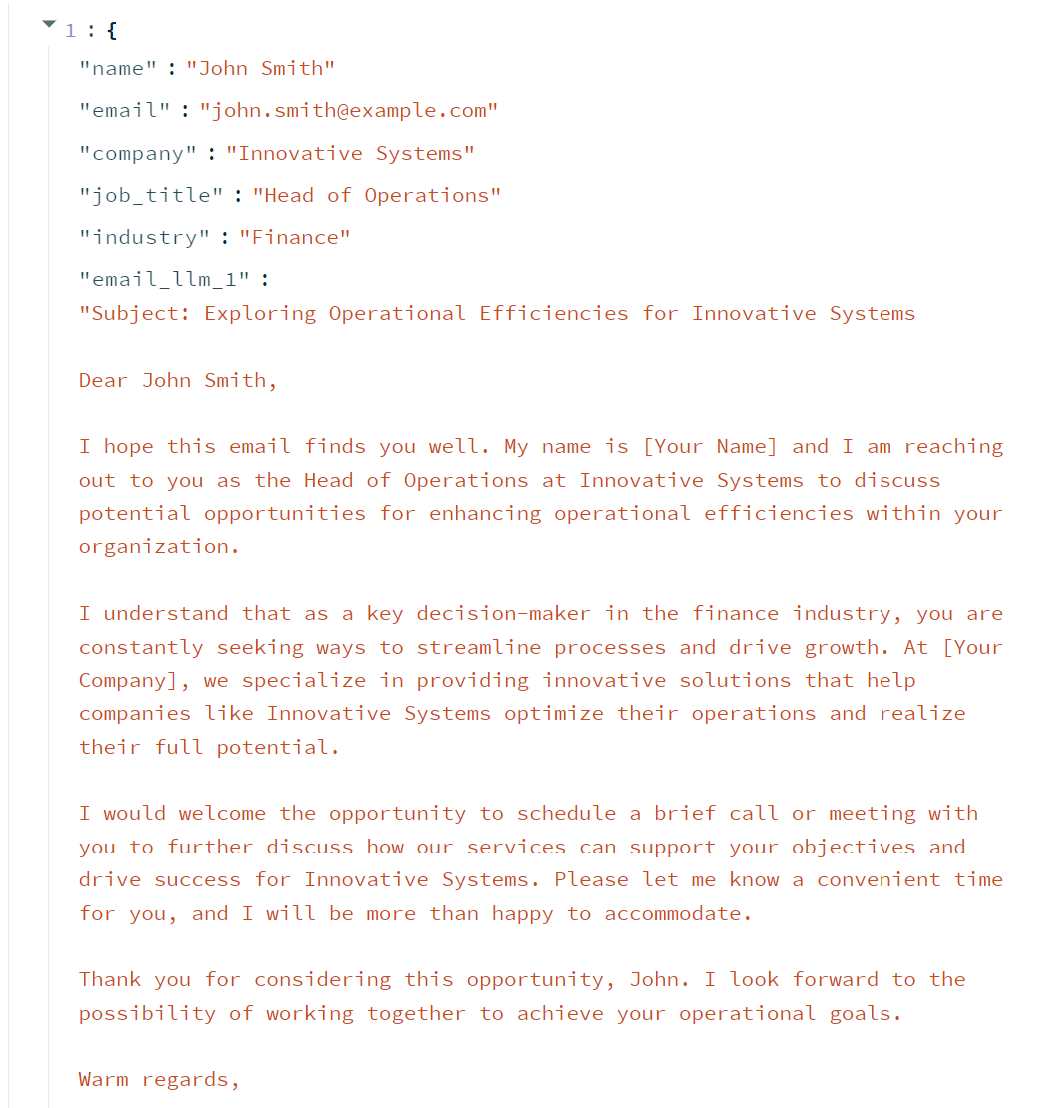 1 : {
"name" : "John Smith"
"email" : "john.smith@example.com"
"company" : "Innovative Systems"
"job_title" : "Head of Operations"
"industry" : "Finance"
"email_llm_1" :
"Subject: Exploring Operational Efficiencies for Innovative Systems
Dear John Smith,
I hope this email finds you well. My name is [Your Name] and I am reaching
out to you as the Head of Operations at Innovative Systems to discuss
potential opportunities for enhancing operational efficiencies within your
organization.
I understand that as a key decision-maker in the finance industry, you are
constantly seeking ways to streamline processes and drive growth. At [Your
Company], we specialize in providing innovative solutions that help
companies like Innovative Systems optimize their operations and realize
their full potential.
I would welcome the opportunity to schedule a brief call or meeting with
you to further discuss how our services can support your objectives and
drive success for Innovative Systems. Please let me know a convenient time
for you, and I will be more than happy to accommodate.
Thank you for considering this opportunity, John. I look forward to the
possibility of working together to achieve your operational goals.
Warm regards,